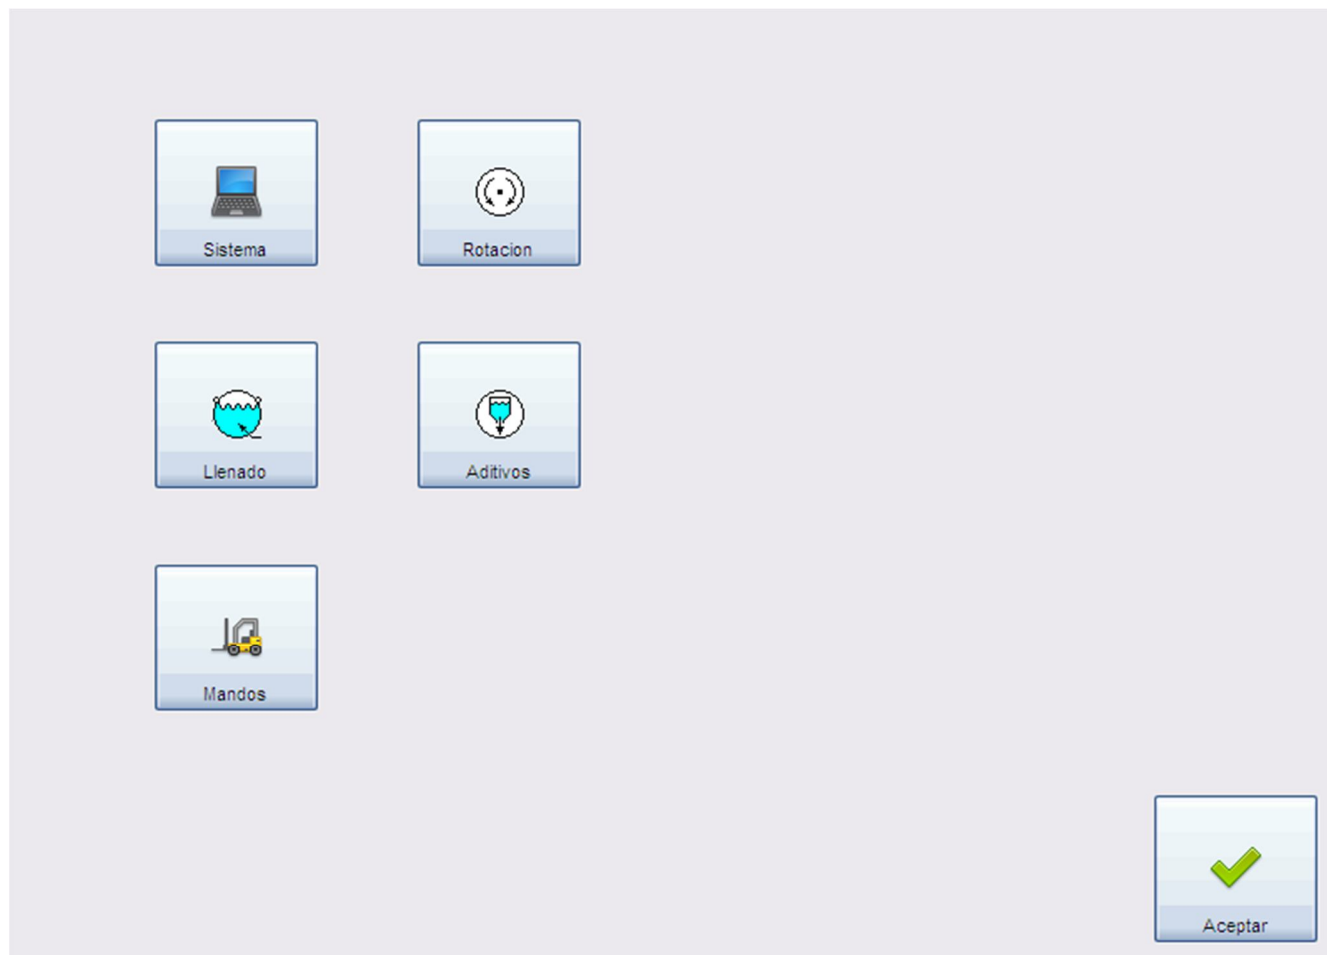 Sistema
Rotacion
Llenado
Aditivos
Mandos
Aceptar